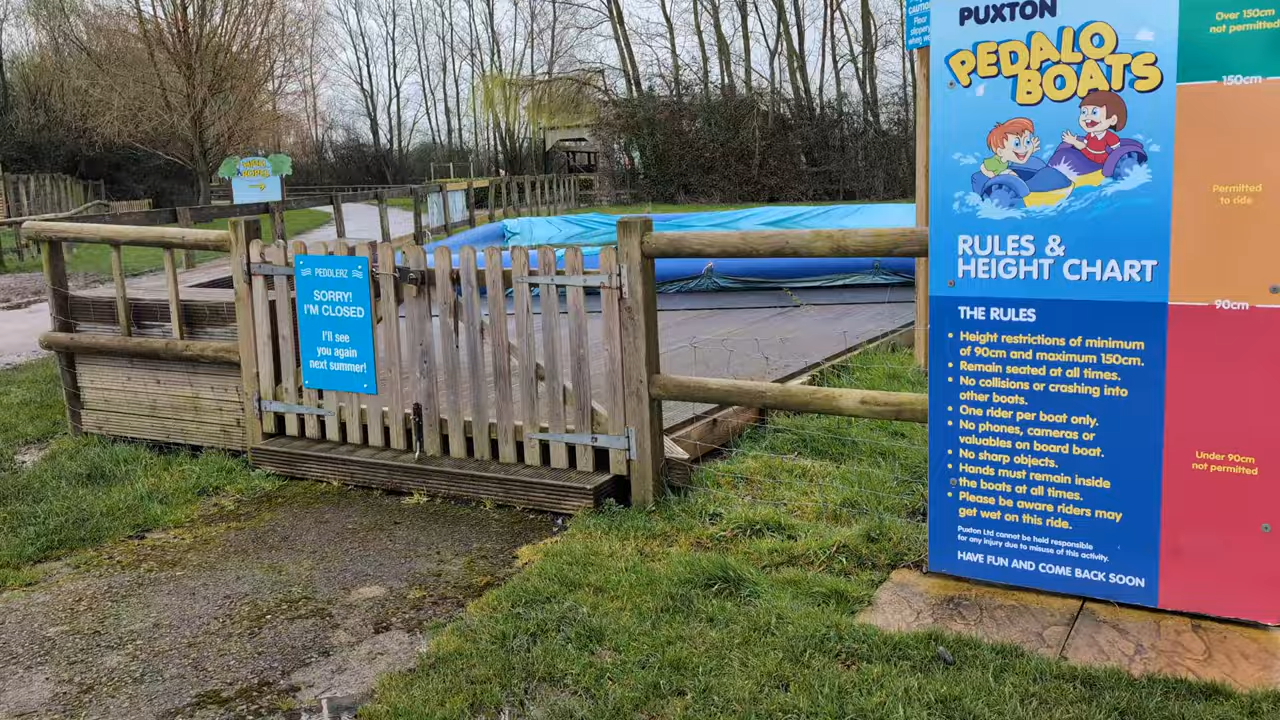 PEDDLERZ
SORRY!
I'M CLOSED
I'll see
you again
next summer!
CAUTION
Floor
slippery
when wet
PUXTON
PEDALO
BOATS
RULES &
HEIGHT CHART
THE RULES
• Height restrictions of minimum
of 90cm and maximum 150cm.
• Remain seated at all times.
• No collisions or crashing into
other boats.
• One rider per boat only.
• No phones, cameras or
valuables on board boat.
• No sharp objects.
• Hands must remain inside
the boats at all times.
• Please be aware riders may
get wet on this ride.
Puxton Ltd cannot be held responsible
for any injury due to misuse of this activity.
HAVE FUN AND COME BACK SOON
Over 150cm
not permitted
150cm
Permitted
to ride
90cm
Under 90cm
not permitted